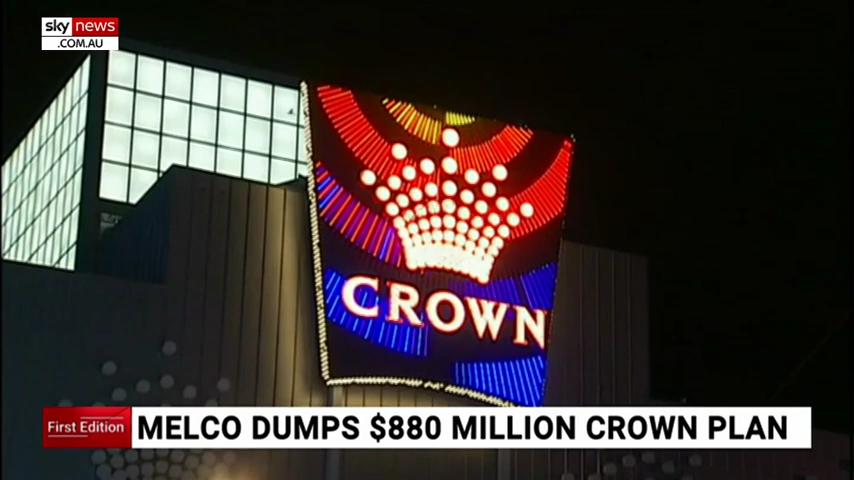 sky news
.COM.AU
CROWN
First Edition
MELCO DUMPS $880 MILLION CROWN PLAN